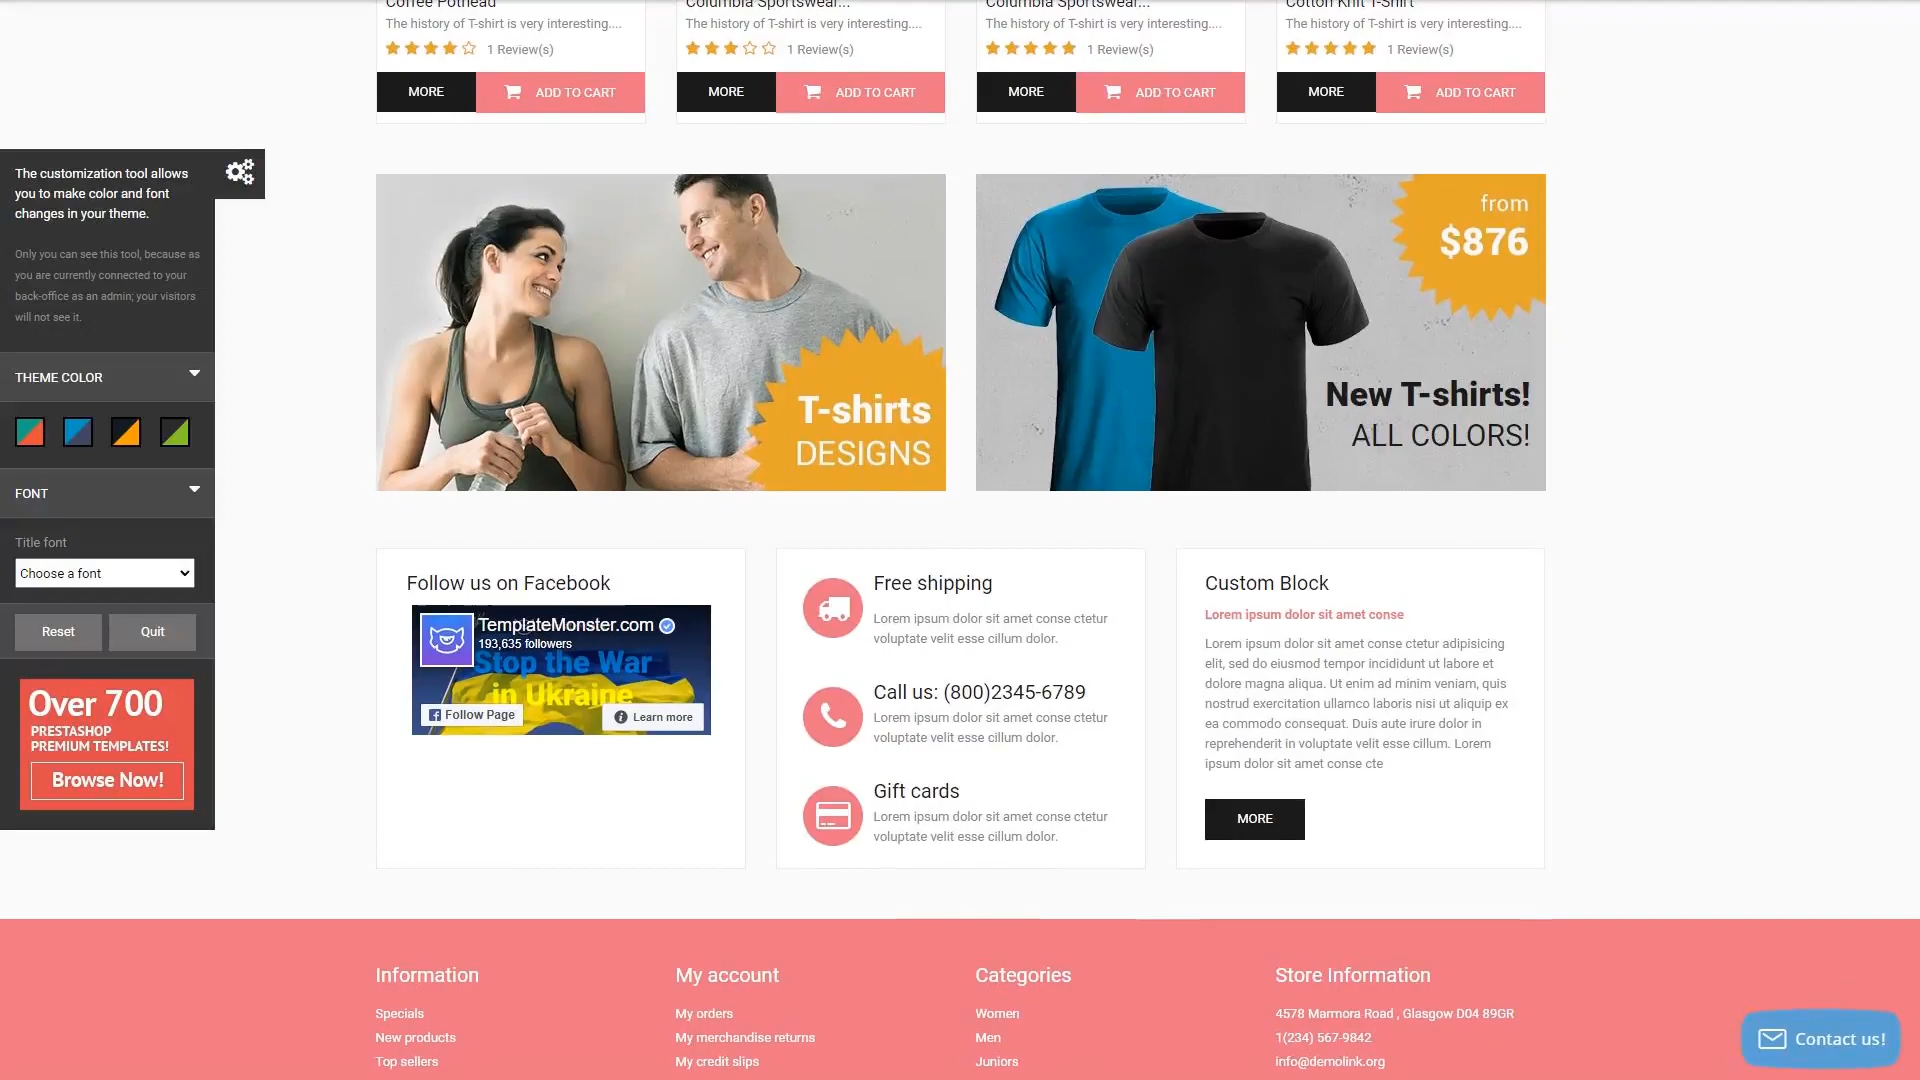 Coffee Pothead
Columbia Sportswear...
Columbia Sportswear...
Cotton Knit T-Shirt
The history of T-shirt is very interesting....
The history of T-shirt is very interesting....
The history of T-shirt is very interesting....
The history of T-shirt is very interesting....
1 Review(s)
1 Review(s)
1 Review(s)
1 Review(s)
MORE
ADD TO CART
MORE
ADD TO CART
MORE
ADD TO CART
MORE
ADD TO CART
The customization tool allows
you to make color and font
changes in your theme.
Only you can see this tool, because as
you are currently connected to your
back-office as an admin; your visitors
will not see it.
THEME COLOR
FONT
Title font
Choose a font
Reset
Quit
Over 700
PRESTASHOP
PREMIUM TEMPLATES!
Browse Now!
T-shirts
DESIGNS
from
$876
New T-shirts!
ALL COLORS!
Follow us on Facebook
TemplateMonster.com
193,635 followers
Stop the War
in Ukraine
Follow Page
Learn more
Free shipping
Lorem ipsum dolor sit amet conse ctetur
voluptate velit esse cillum dolor.
Call us: (800)2345-6789
Lorem ipsum dolor sit amet conse ctetur
voluptate velit esse cillum dolor.
Gift cards
Lorem ipsum dolor sit amet conse ctetur
voluptate velit esse cillum dolor.
Custom Block
Lorem ipsum dolor sit amet conse
Lorem ipsum dolor sit amet conse ctetur adipisicing
elit, sed do eiusmod tempor incididunt ut labore et
dolore magna aliqua. Ut enim ad minim veniam, quis
nostrud exercitation ullamco laboris nisi ut aliquip ex
ea commodo consequat. Duis aute irure dolor in
reprehenderit in voluptate velit esse cillum. Lorem
ipsum dolor sit amet conse cte
MORE
Information
Specials
New products
Top sellers
My account
My orders
My merchandise returns
My credit slips
Categories
Women
Men
Juniors
Store Information
4578 Marmora Road , Glasgow D04 89GR
1(234) 567-9842
info@demolink.org
Contact us!